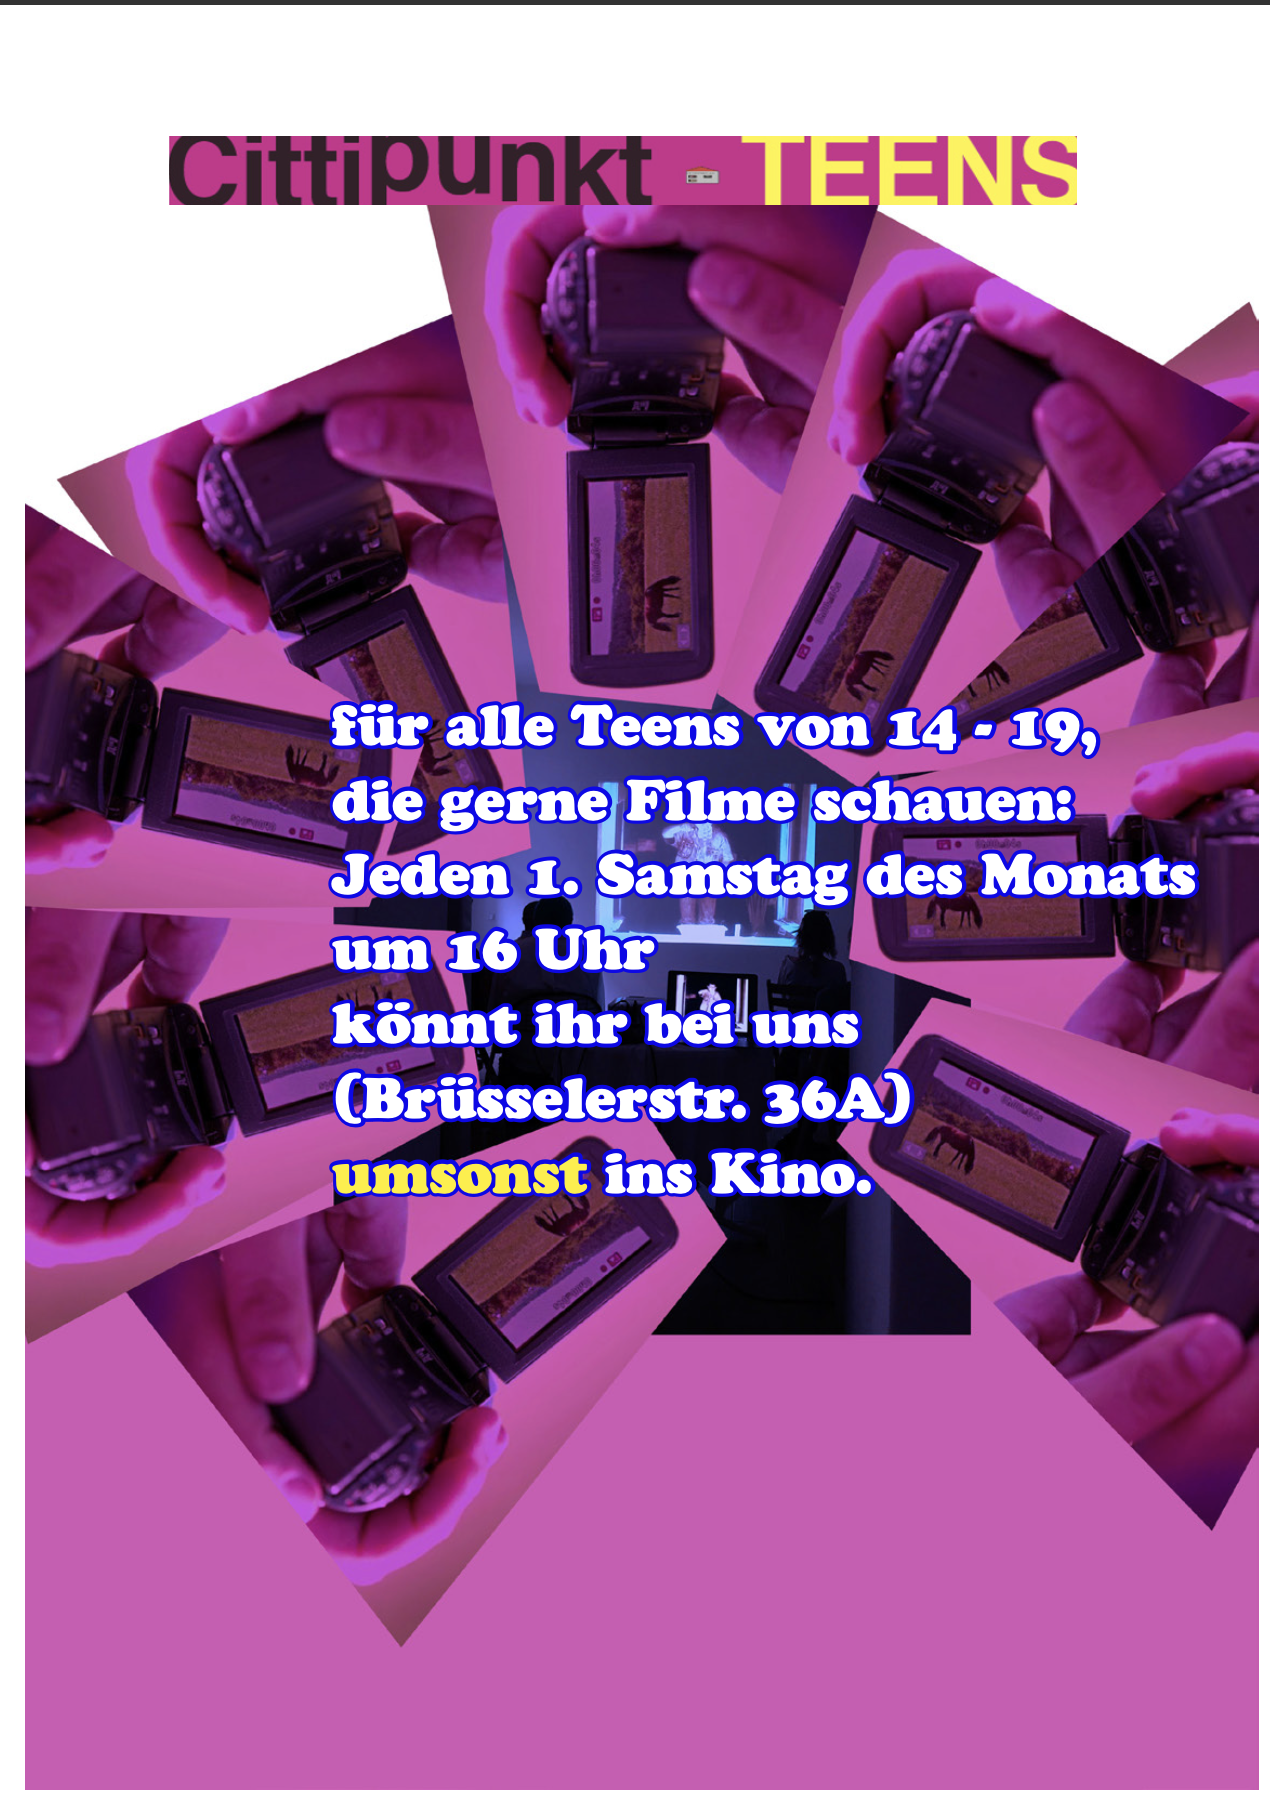 Cittipunkt - TEENS
für alle Teens von 14 - 19,
die gerne Filme schauen:
Jeden 1. Samstag des Monats
um 16 Uhr
könnt ihr bei uns
(Brüsselerstr. 36A)
umsonst ins Kino.